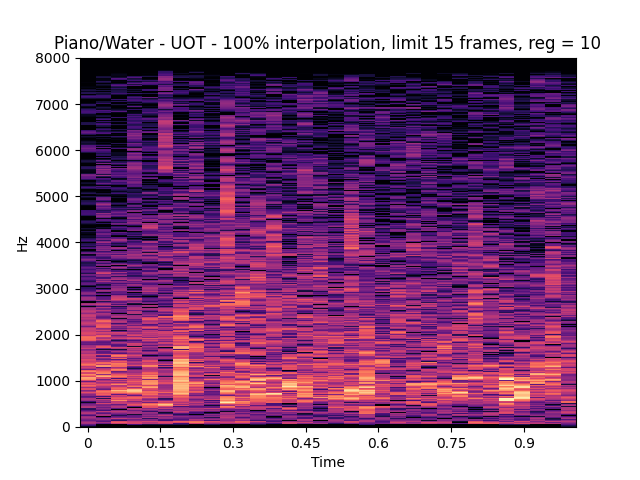 Piano/Water - UOT - 100% interpolation, limit 15 frames, reg = 10
8000
7000
6000
5000
4000
3000
2000
1000
0
Hz
0 0.15 0.3 0.45 0.6 0.75 0.9
Time